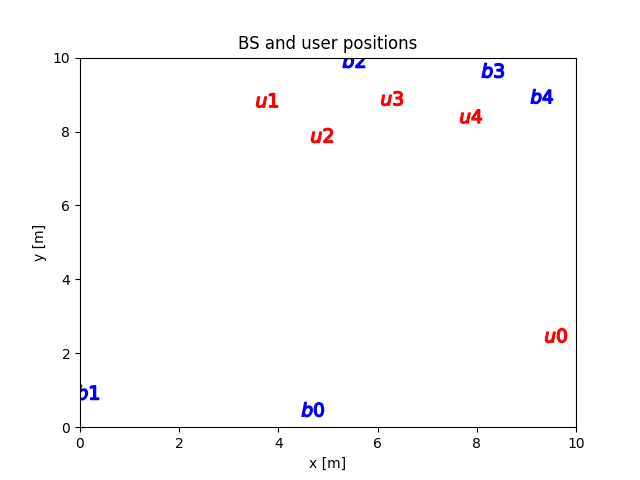 BS and user positions
10
b2
b3
u1
u3
b4
8
u4
u2
6
y [m]
4
2
u0
b1
b0
0
0 2 4 6 8 10
x [m]